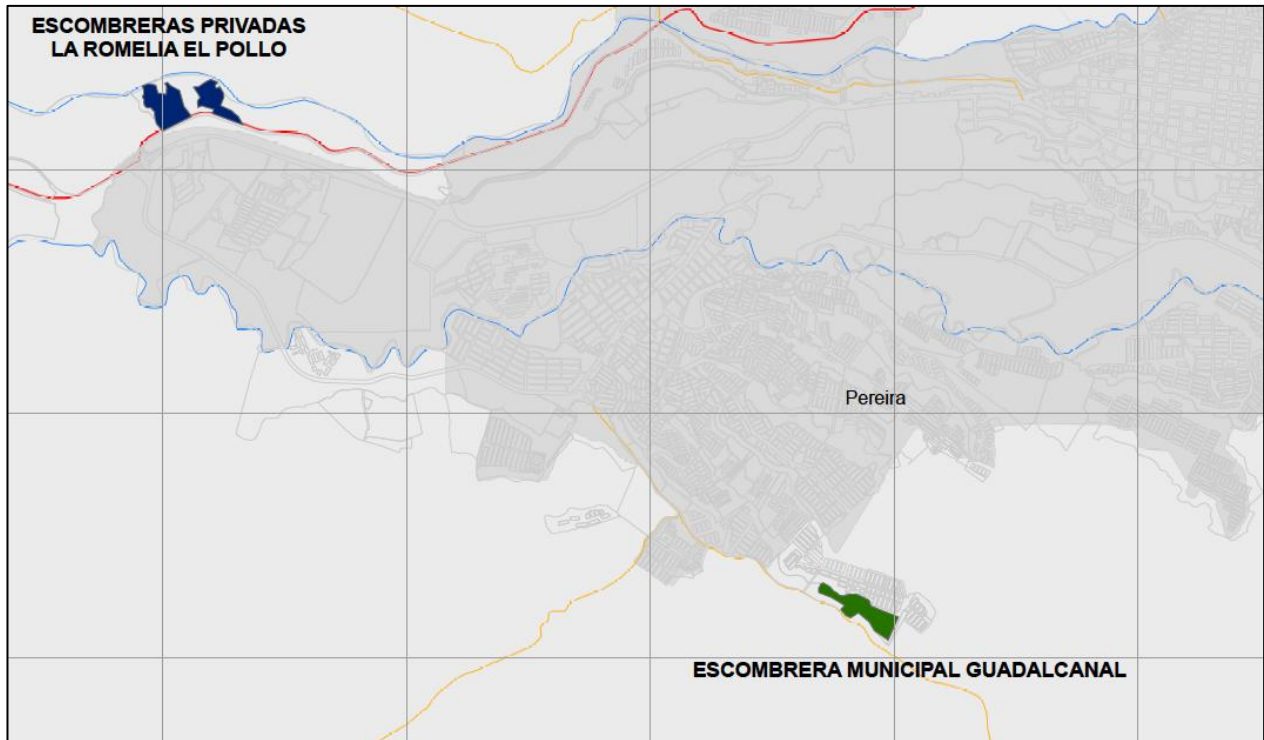 ESCOMBRERAS PRIVADAS
LA ROMELIA EL POLLO
Pereira
ESCOMBRERA MUNICIPAL GUADALCANAL